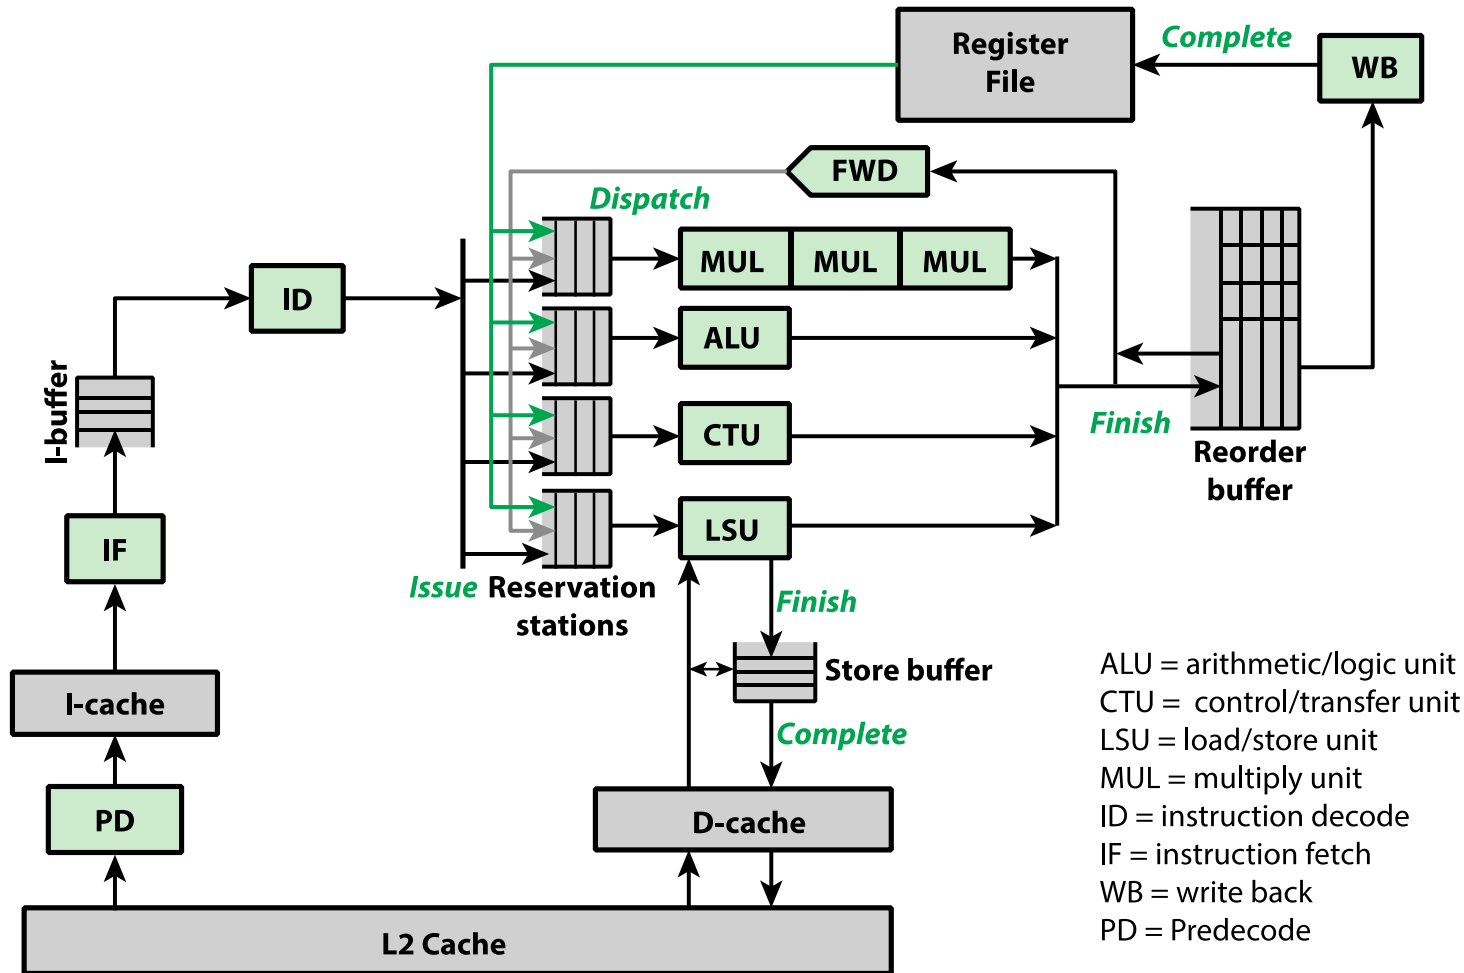 Register
File
Complete
WB
FWD
Dispatch
MUL
MUL
MUL
ID
ALU
I-buffer
CTU
Finish
Reorder
buffer
LSU
IF
Issue
Reservation
stations
Finish
Store buffer
I-cache
Complete
PD
D-cache
L2 Cache
ALU = arithmetic/logic unit
CTU = control/transfer unit
LSU = load/store unit
MUL = multiply unit
ID = instruction decode
IF = instruction fetch
WB = write back
PD = Predecode